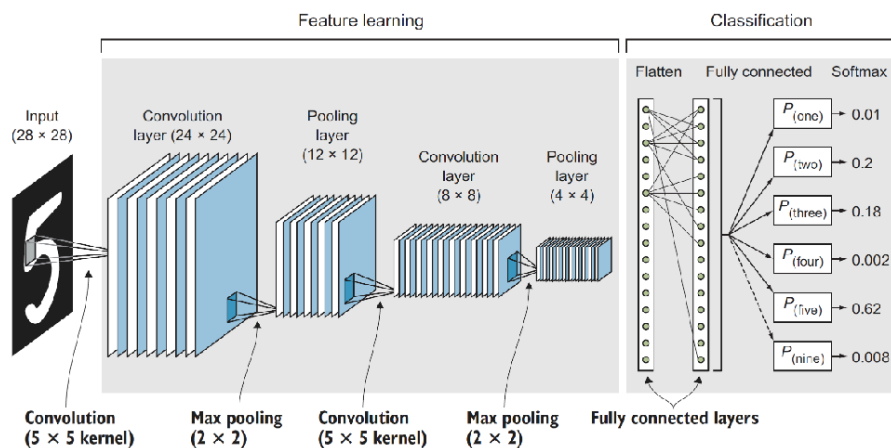 Feature learning
Classification
Input
(28 × 28)
Convolution
layer (24 × 24)
Pooling
layer
(12 × 12)
Convolution
layer
(8 × 8)
Pooling
layer
(4 × 4)
Flatten
Fully connected
Softmax
P(one)
0.01
P(two)
0.2
P(three)
0.18
P(four)
0.002
P(five)
0.62
P(nine)
0.008
5
Convolution
(5 × 5 kernel)
Max pooling
(2 × 2)
Convolution
(5 × 5 kernel)
Max pooling
(2 × 2)
Fully connected layers